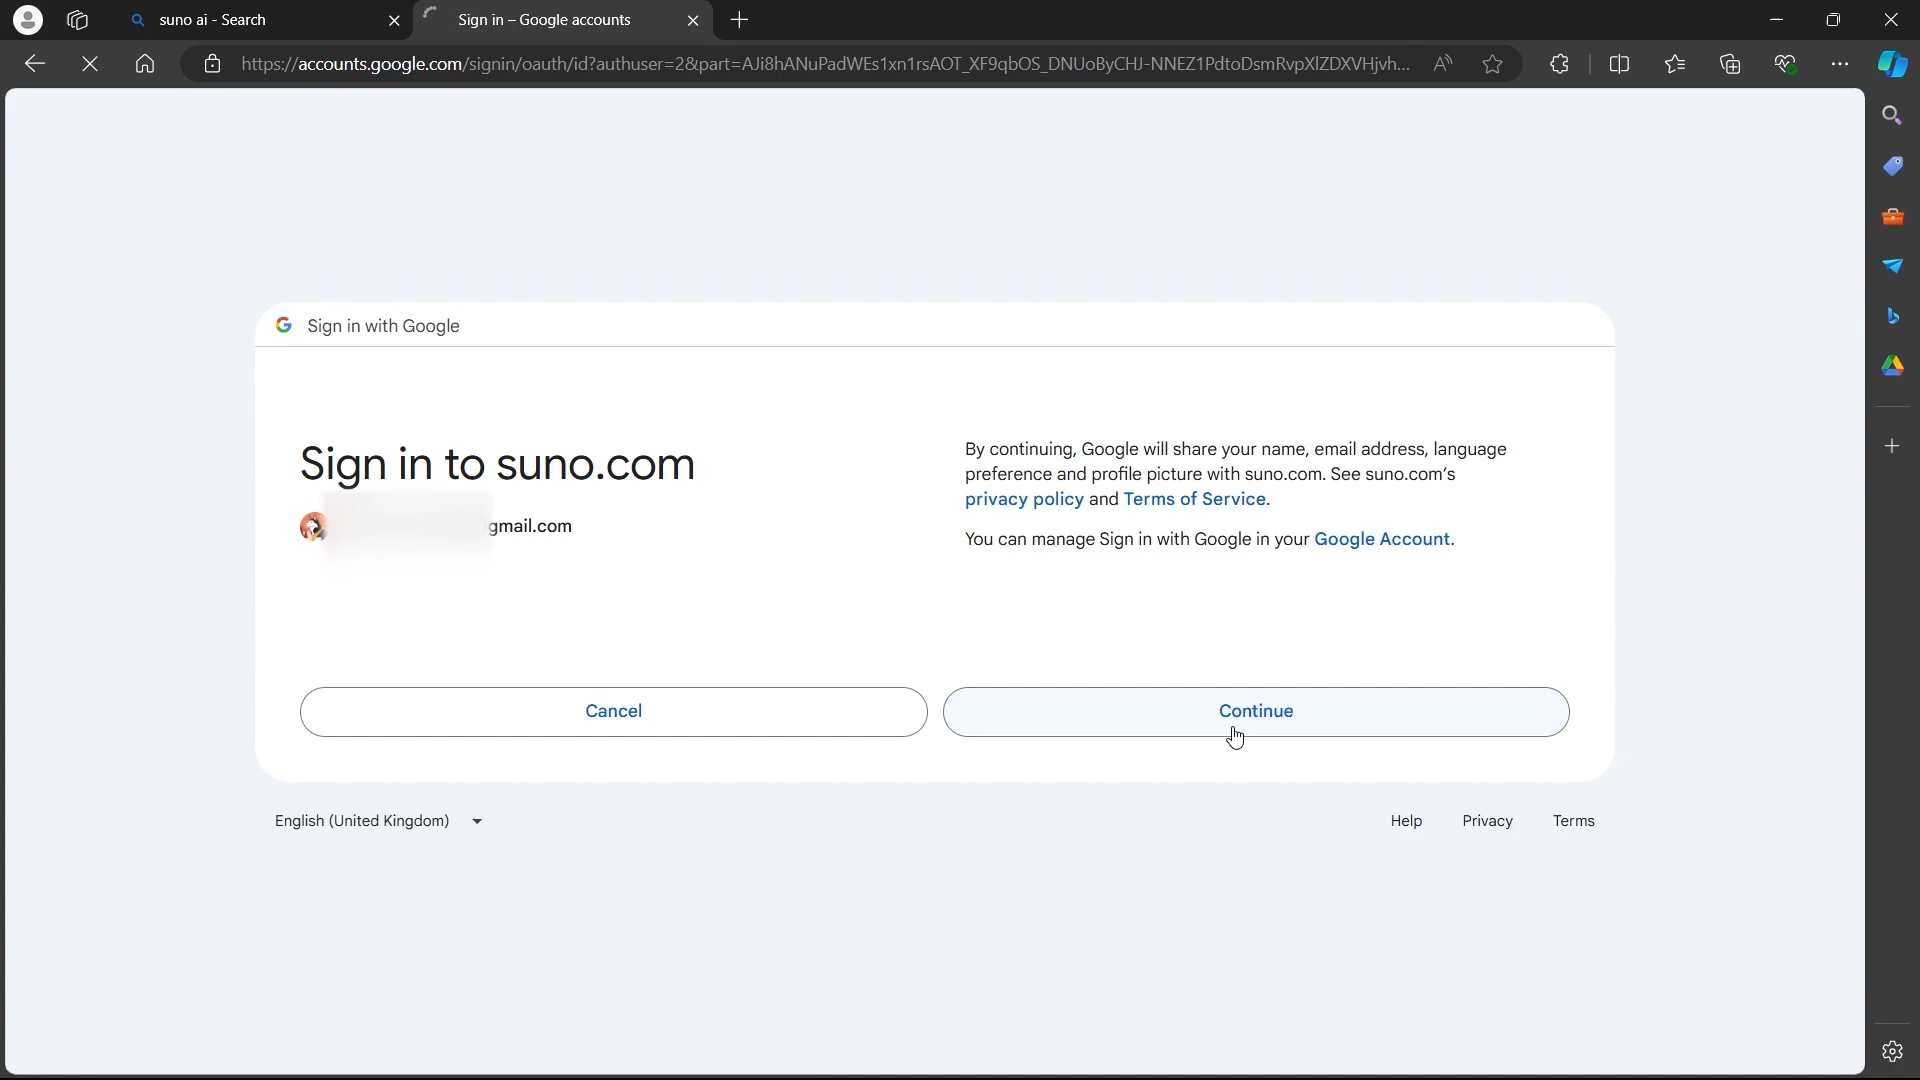 suno ai - Search
Sign in – Google accounts
https://accounts.google.com/signin/oauth/id?authuser=2&part=AJi8hANuPadWEs1xn1rsAOT_XF9qbOS_DNUoByCHJ-NNEZ1PdtoDsmRvpXIZDXVHjvh...
Sign in with Google
Sign in to suno.com
gmail.com
By continuing, Google will share your name, email address, language
preference and profile picture with suno.com. See suno.com's
privacy policy and Terms of Service.
You can manage Sign in with Google in your Google Account.
Cancel
Continue
English (United Kingdom)
Help
Privacy
Terms